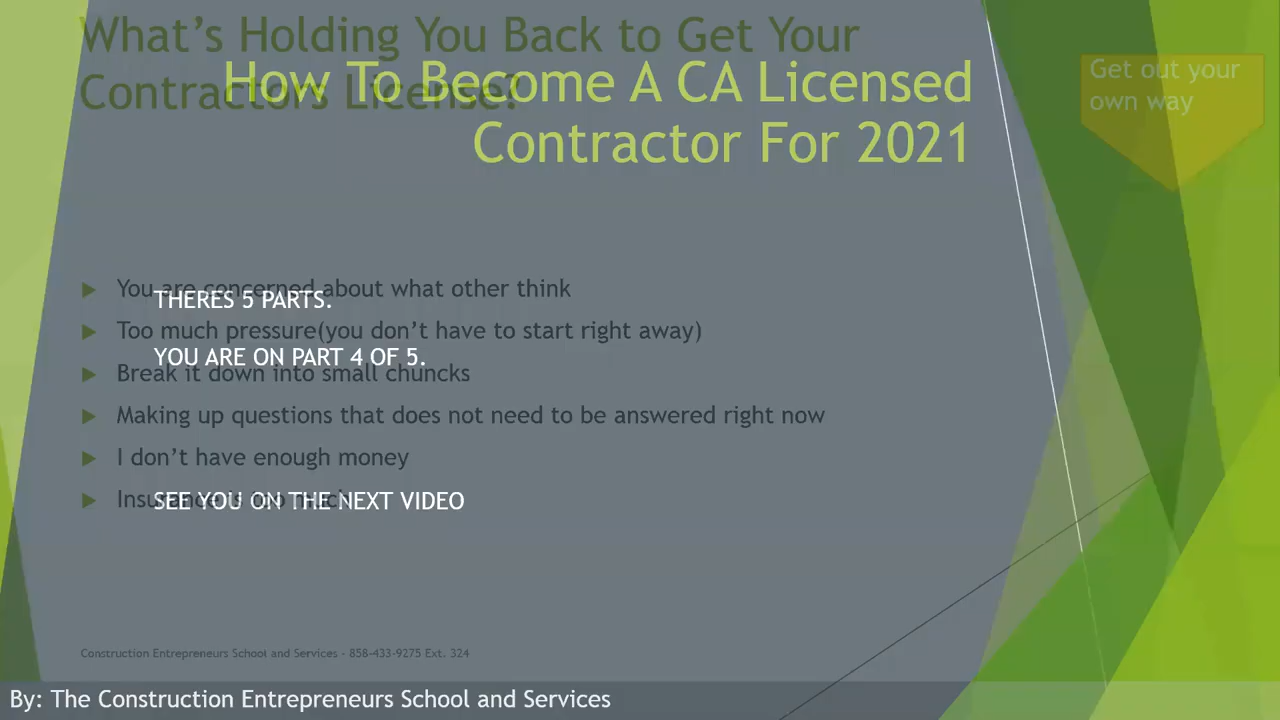 What's Holding You Back to Get Your
Contractors License?
How To Become A CA Licensed
Contractor For 2021
Get out your
own way
You are concerned about what other think
THERES 5 PARTS.
Too much pressure(you don't have to start right away)
YOU ARE ON PART 4 OF 5.
Break it down into small chuncks
Making up questions that does not need to be answered right now
I don't have enough money
Insurance
SEE YOU ON THE NEXT VIDEO
Construction Entrepreneurs School and Services - 858-433-9275 Ext. 324
By: The Construction Entrepreneurs School and Services